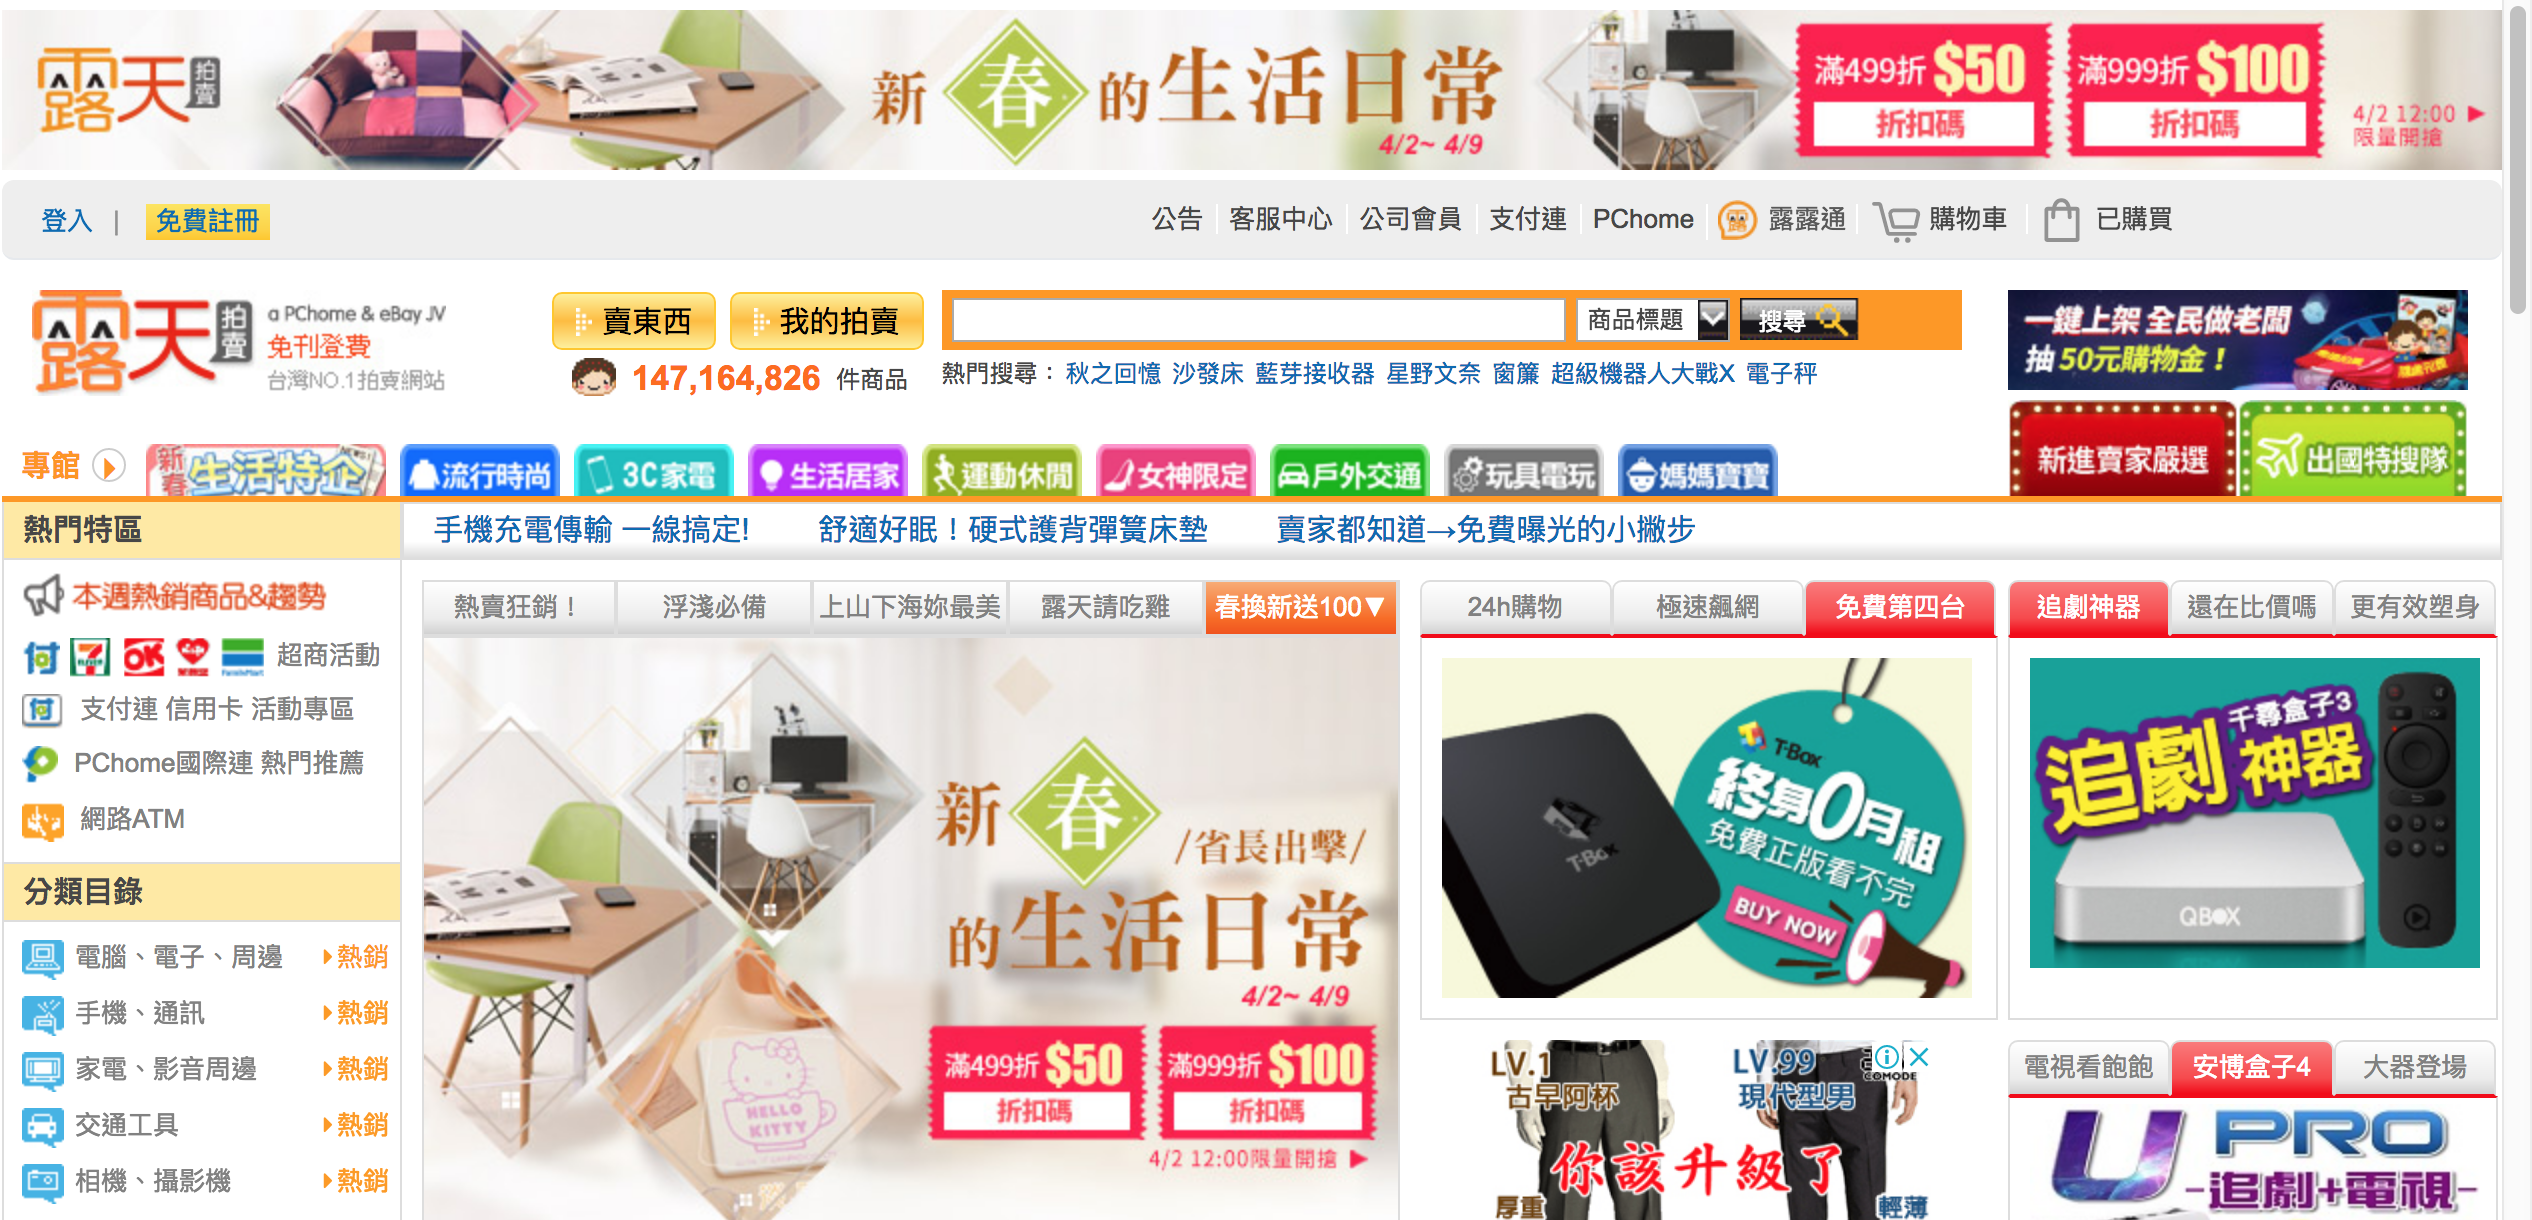 露天拍賣
新春的生活日常
4/2~ 4/9
滿499折 $50
折扣碼
滿999折 $100
折扣碼
4/2 12:00
限量開搶
登入 | 免費註冊
公告 客服中心 公司會員 支付連 PChome 露露通 購物車 已購買
露天拍賣
a PChome & eBay JV
免刊登費
台灣NO.1拍賣網站
賣東西 我的拍賣
147,164,826 件商品
商品標題 搜尋
熱門搜尋： 秋之回憶 沙發床 藍芽接收器 星野文奈 窗簾 超級機器人大戰X 電子秤
一鍵上架 全民做老闆
抽50元購物金！
新進賣家嚴選 出國特搜隊
專館 新春生活特企 流行時尚 3C家電 生活居家 運動休閒 女神限定 戶外交通 玩具電玩 媽媽寶寶
熱門特區
手機充電傳輸 一線搞定! 舒適好眠！硬式護背彈簧床墊 賣家都知道→免費曝光的小撇步
本週熱銷商品&趨勢
付 7 OK FamilyMart 超商活動
付 支付連 信用卡 活動專區
PChome國際連 熱門推薦
網路ATM
分類目錄
電腦、電子、周邊 熱銷
手機、通訊 熱銷
家電、影音周邊 熱銷
交通工具 熱銷
相機、攝影機 熱銷
熱賣狂銷！ 浮淺必備 上山下海妳最美 露天請吃雞 春換新送100▼
新春
/省長出擊/
的生活日常
4/2~ 4/9
滿499折 $50
折扣碼
滿999折 $100
折扣碼
4/2 12:00限量開搶
HELLO
KITTY
24h購物 極速飆網 免費第四台
T-Box
終身0月租
免費正版看不完
BUY NOW
T-Box
追劇神器 還在比價嗎 更有效塑身
千尋盒子3
追劇神器
QBOX
LV.1
古早阿杯
LV.99
現代型男
COMODE
你該升級了
厚重
輕薄
電視看飽飽 安博盒子4 大器登場
U PRO
-追劇+電視-